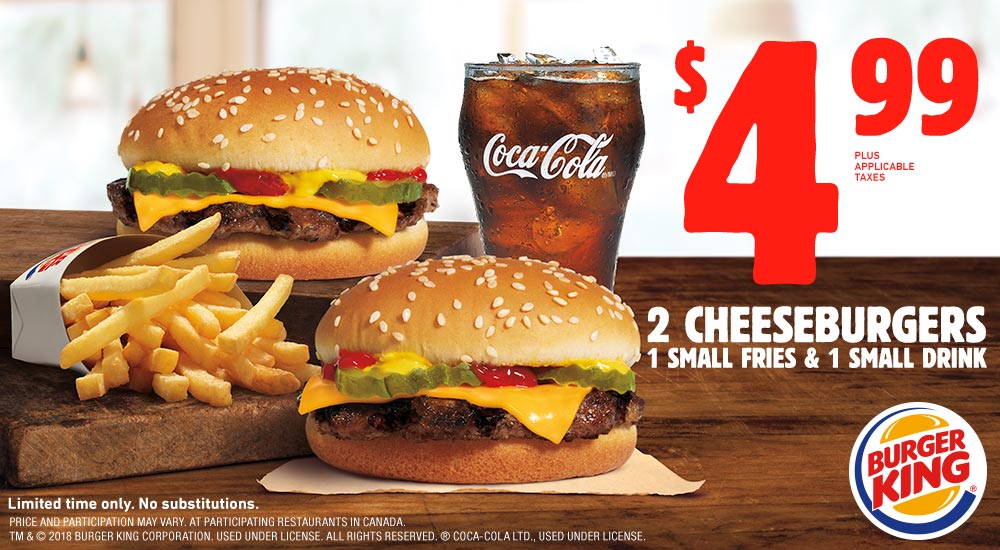 $4.99
PLUS
APPLICABLE
TAXES
2 CHEESEBURGERS
1 SMALL FRIES & 1 SMALL DRINK
Coca-Cola
BURGER
KING®
Limited time only. No substitutions.
PRICE AND PARTICIPATION MAY VARY. AT PARTICIPATING RESTAURANTS IN CANADA.
TM & © 2018 BURGER KING CORPORATION. USED UNDER LICENSE. ALL RIGHTS RESERVED. ® COCA-COLA LTD., USED UNDER LICENSE.